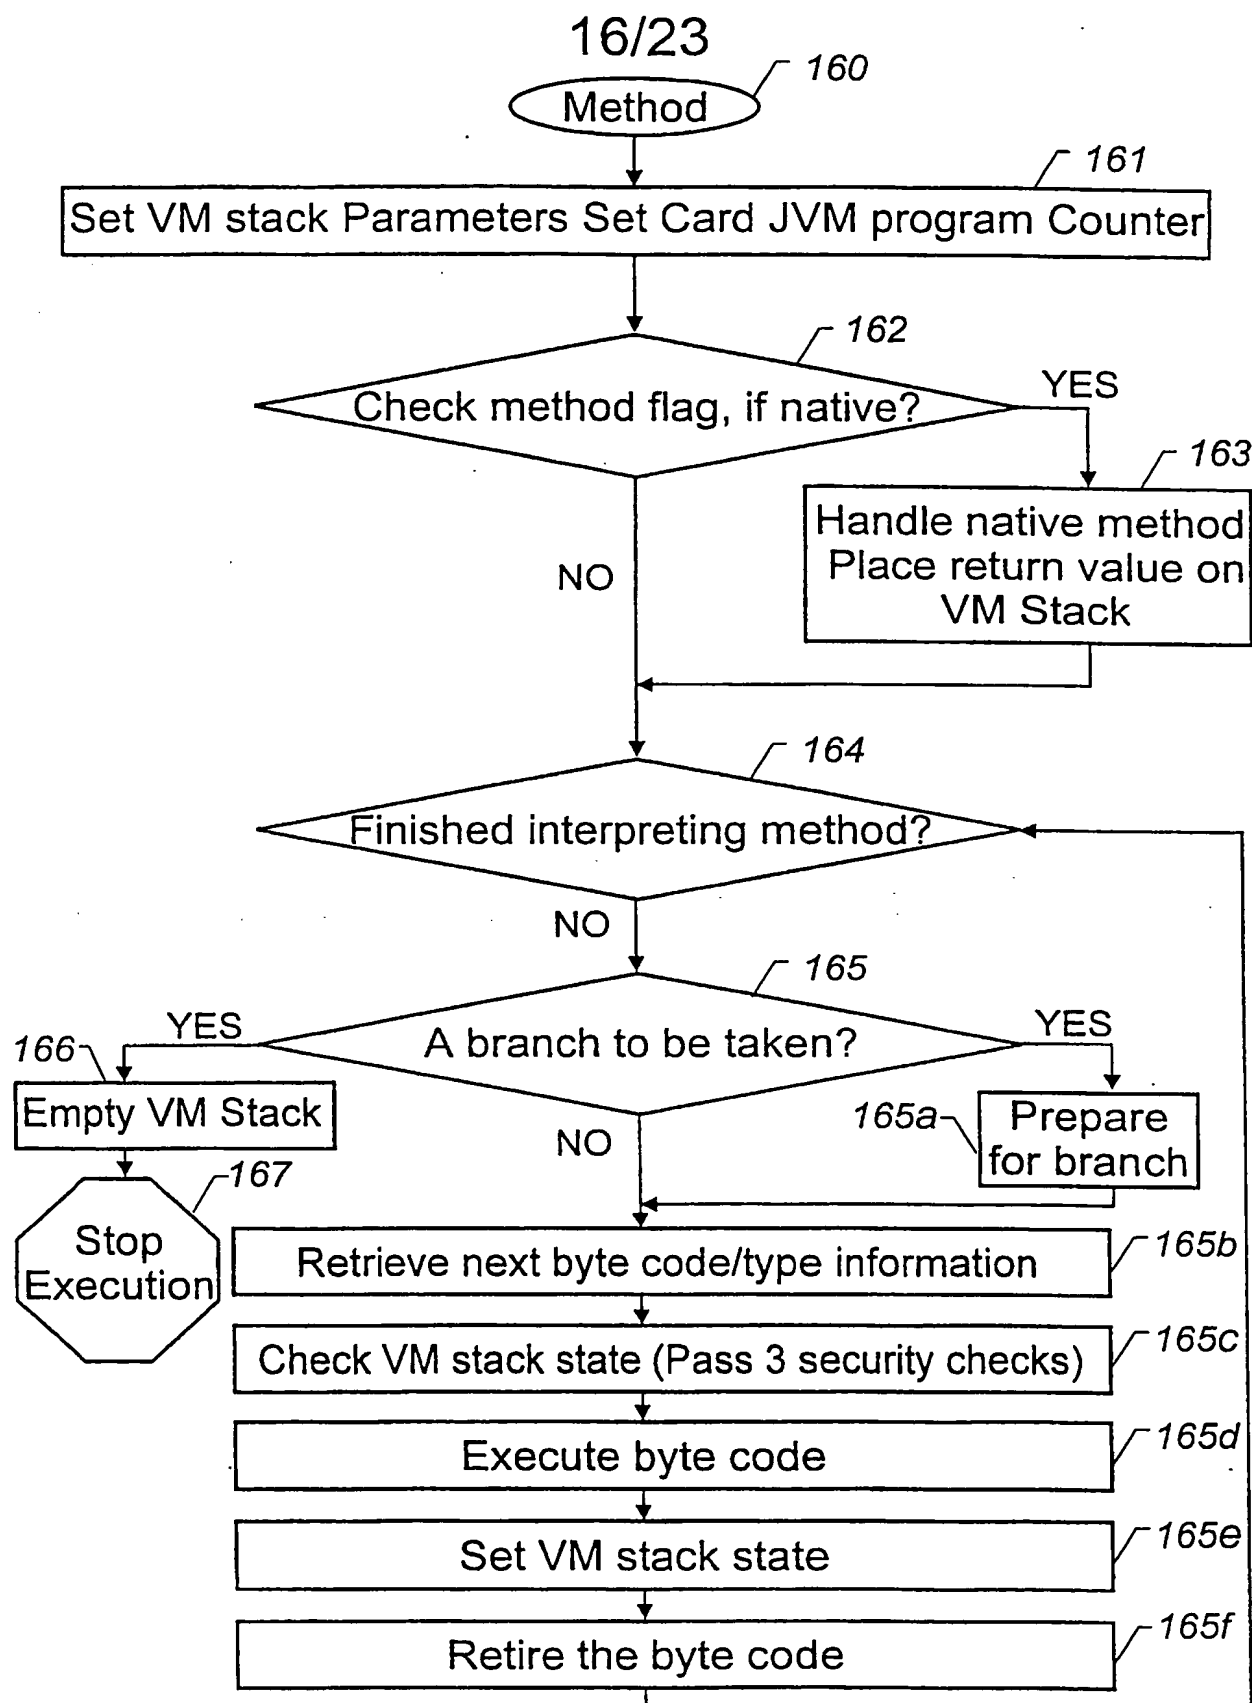 16/23
160
Method
161
Set VM stack Parameters Set Card JVM program Counter
162
Check method flag, if native?
YES
163
Handle native method
Place return value on
VM Stack
NO
164
Finished interpreting method?
NO
165
A branch to be taken?
YES
YES
166
Empty VM Stack
165a
Prepare
for branch
NO
167
Stop
Execution
Retrieve next byte code/type information
165b
Check VM stack state (Pass 3 security checks)
165c
Execute byte code
165d
Set VM stack state
165e
Retire the byte code
165f